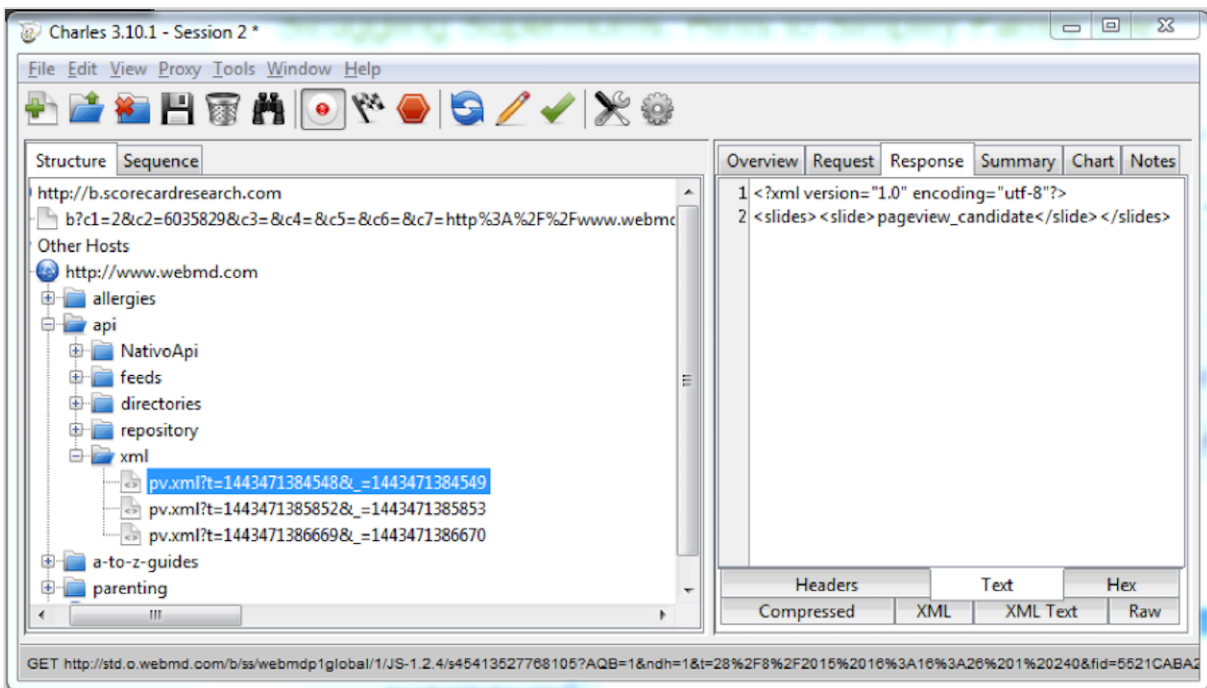 Charles 3.10.1 - Session 2 *
File Edit View Proxy Tools Window Help
Structure Sequence
http://b.scorecardresearch.com
b?c1=2&c2=6035829&c3=&c4=&c5=&c6=&c7=http%3A%2F%2Fwww.webmd
Other Hosts
http://www.webmd.com
allergies
api
NativoApi
feeds
directories
repository
xml
pv.xml?t=1443471384548&_=1443471384549
pv.xml?t=1443471385852&_=1443471385853
pv.xml?t=1443471386669&_=1443471386670
a-to-z-guides
parenting
Overview Request Response Summary Chart Notes
1 <?xml version="1.0" encoding="utf-8"?>
2 <slides><slide>pageview_candidate</slide></slides>
Headers Text Hex
Compressed XML XML Text Raw
GET http://std.o.webmd.com/b/ss/webmdp1global/1/JS-1.2.4/s45413527768105?AQB=1&ndh=1&t=28%2F8%2F2015%2016%3A16%3A26%201%20240&fid=5521CABA2